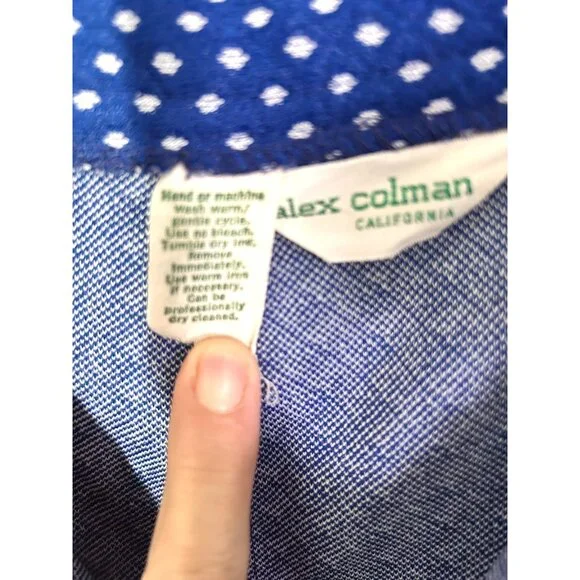 Hand or machine
Wash warm/
gentle cycle.
Use no bleach.
Tumble dry low.
Remove
Immediately.
Use warm iron
if necessary.
Can be
Professionally
dry cleaned.
alex colman
CALIFORNIA